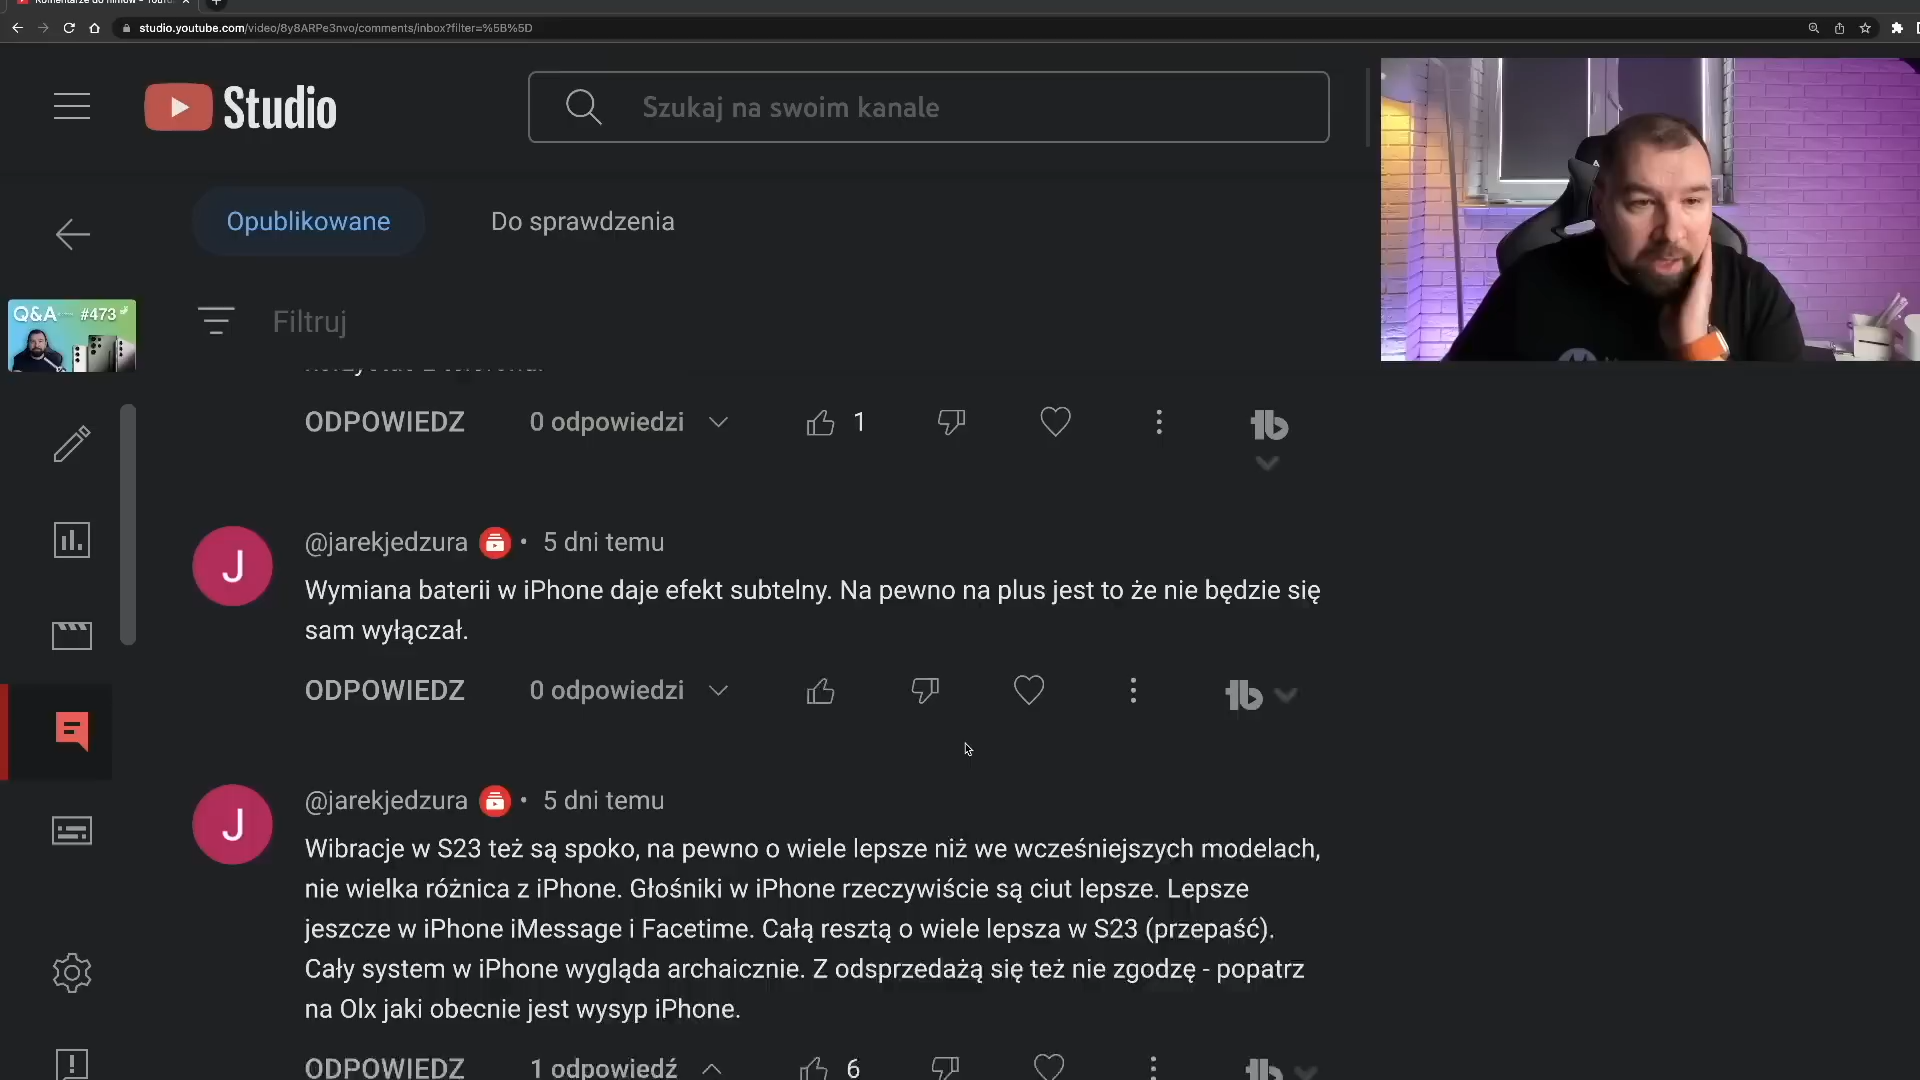 studio.youtube.com/video/8y8ARPe3nvo/comments/inbox?filter=%5B%5D
Studio
Szukaj na swoim kanale
Opublikowane
Do sprawdzenia
Q&A #473
Filtruj
ODPOWIEDZ 0 odpowiedzi 1
J
@jarekjedzura • 5 dni temu
Wymiana baterii w iPhone daje efekt subtelny. Na pewno na plus jest to że nie będzie się
sam wyłączał.
ODPOWIEDZ 0 odpowiedzi
J
@jarekjedzura • 5 dni temu
Wibracje w S23 też są spoko, na pewno o wiele lepsze niż we wcześniejszych modelach,
nie wielka różnica z iPhone. Głośniki w iPhone rzeczywiście są ciut lepsze. Lepsze
jeszcze w iPhone iMessage i Facetime. Całą resztą o wiele lepsza w S23 (przepaść).
Cały system w iPhone wygląda archaicznie. Z odsprzedażą się też nie zgodzę - popatrz
na Olx jaki obecnie jest wysyp iPhone.
ODPOWIEDZ 1 odpowiedź 6